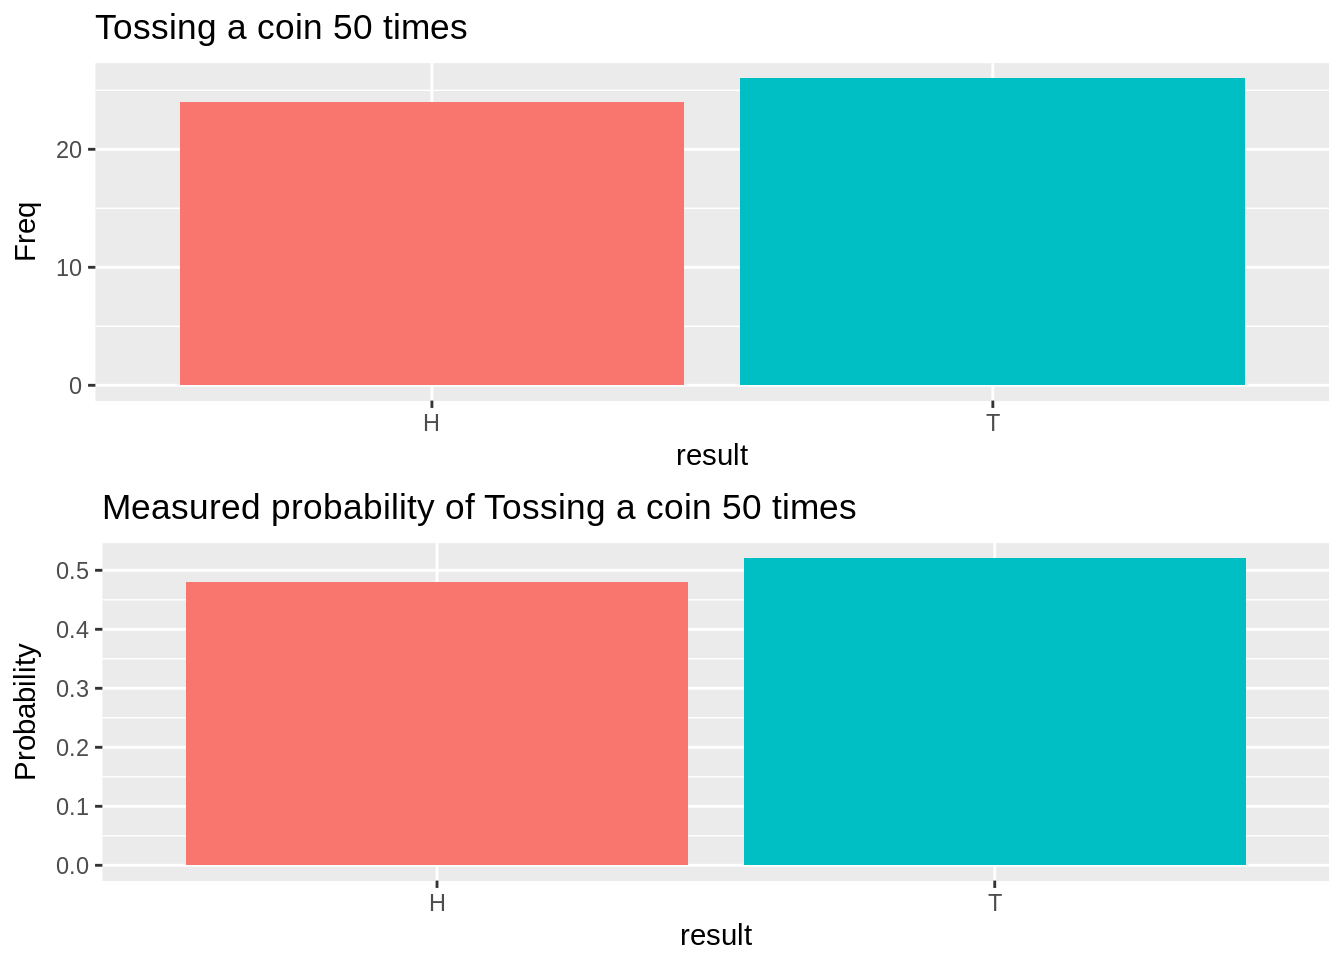 Tossing a coin 50 times
Freq
20
10
0
H T
result
Measured probability of Tossing a coin 50 times
Probability
0.5
0.4
0.3
0.2
0.1
0.0
H T
result